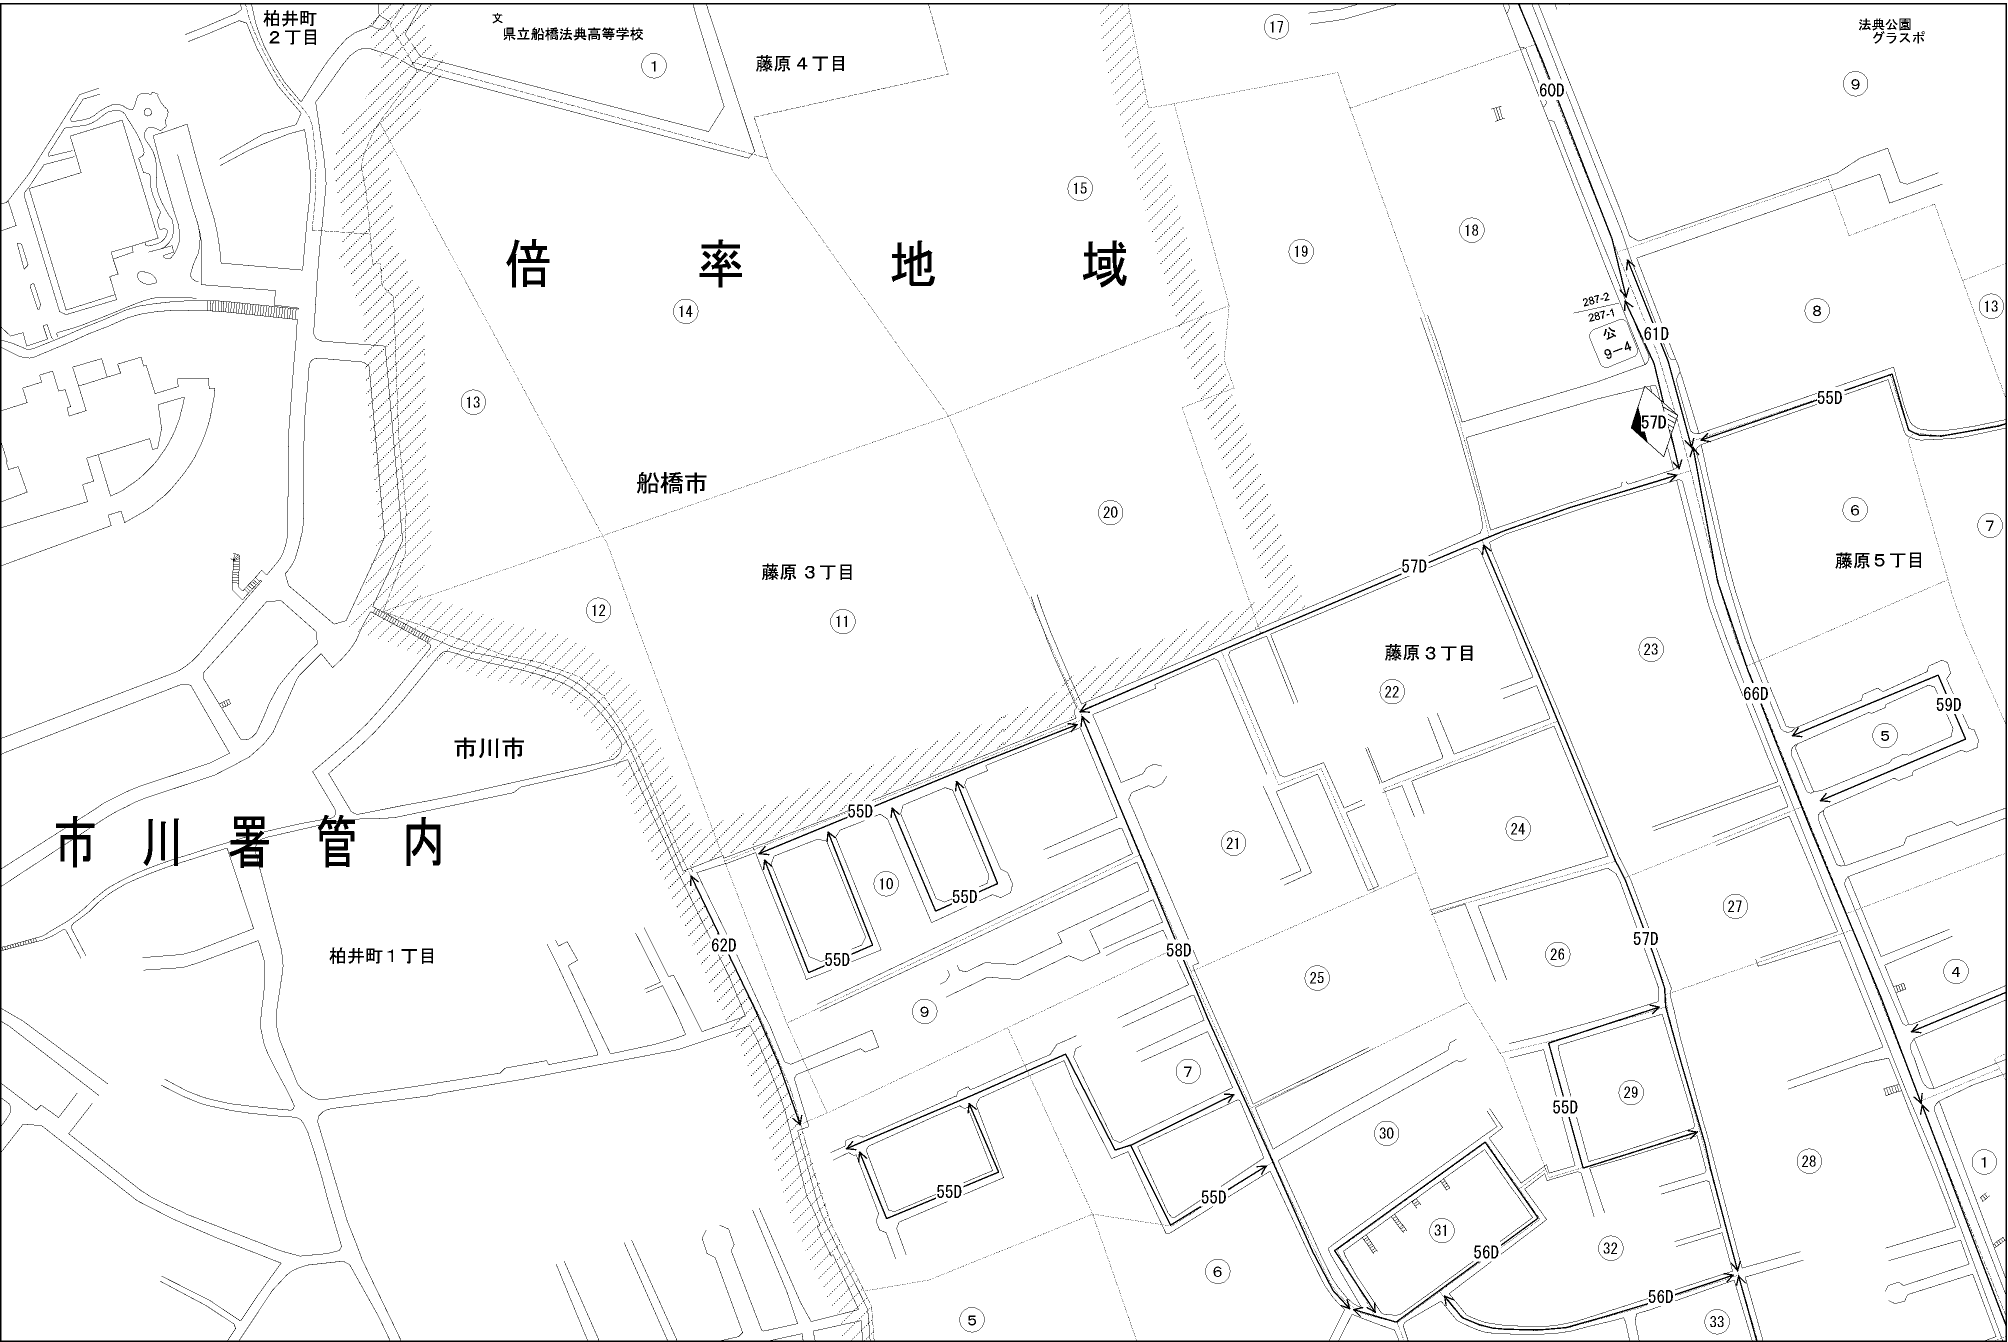 柏井町
2丁目
文
県立船橋法典高等学校
1
藤原4丁目
17
法典公園
グラスポ
9
60D
15
18
19
倍率地域
14
287-2
287-1
公
9-4
61D
8
13
13
55D
57D
船橋市
20
6
7
藤原5丁目
藤原3丁目
57D
12
11
藤原3丁目
23
22
66D
59D
5
市川市
55D
24
21
市川署管内
10
55D
27
57D
62D
58D
26
柏井町1丁目
55D
4
25
9
7
29
55D
30
28
1
55D
55D
31
32
56D
6
56D
5
33